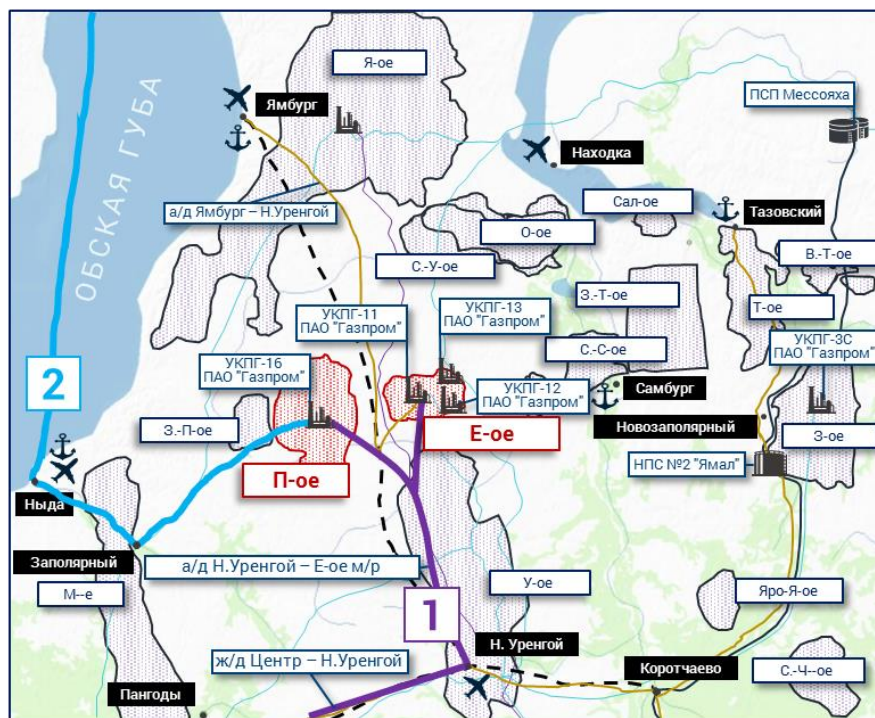 Я-ое
Ямбург
ПСП Мессояха
Находка
ОБСКАЯ ГУБА
Сал-ое
Тазовский
а/д Ямбург – Н.Уренгой
О-ое
В.-Т-ое
С.-У-ое
З.-Т-ое
Т-ое
УКПГ-11
ПАО "Газпром"
УКПГ-13
ПАО "Газпром"
УКПГ-3С
ПАО "Газпром"
С.-С-ое
УКПГ-16
ПАО "Газпром"
2
УКПГ-12
ПАО "Газпром"
Самбург
Новозаполярный
З.-П-ое
Е-ое
З-ое
П-ое
НПС №2 "Ямал"
Ныда
Заполярный
а/д Н.Уренгой – Е-ое м/р
У-ое
М--е
Яро-Я-ое
1
Н. Уренгой
ж/д Центр – Н.Уренгой
Коротчаево
С.-Ч--ое
Пангоды